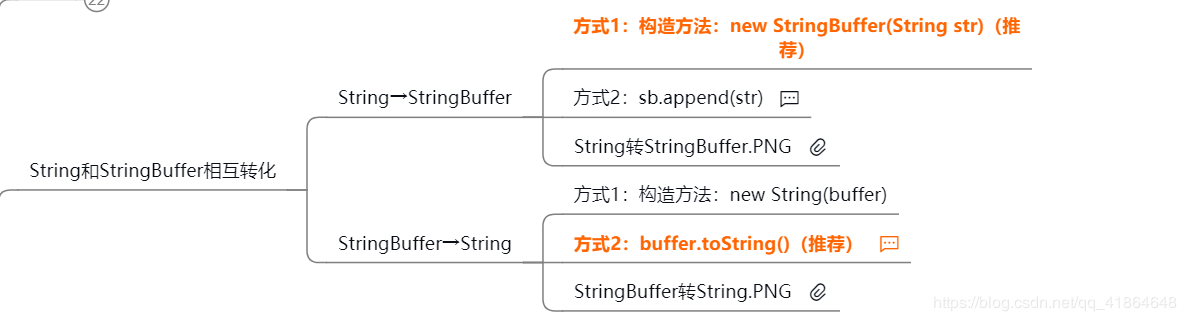 22
方式1：构造方法：new StringBuffer(String str)（推
荐）
String→StringBuffer
方式2：sb.append(str)
String转StringBuffer.PNG
String和StringBuffer相互转化
方式1：构造方法：new String(buffer)
StringBuffer→String
方式2：buffer.toString()（推荐）
StringBuffer转String.PNG
https://blog.csdn.net/qq_41864648